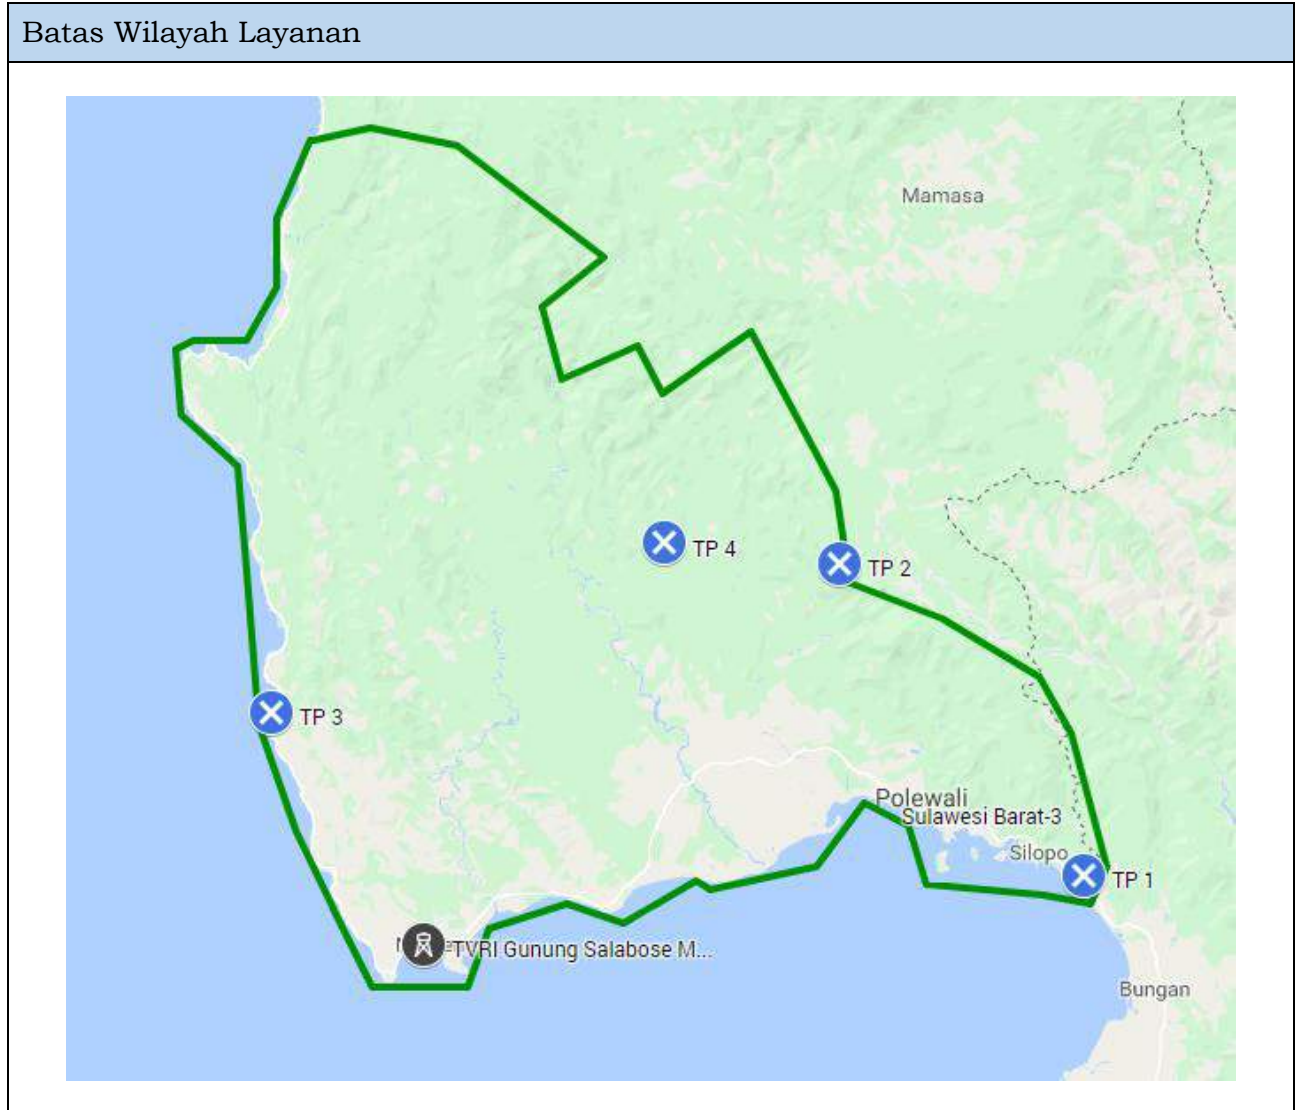 Batas Wilayah Layanan
Mamasa
TP 4
TP 2
TP 3
Polewali
Sulawesi Barat-3
Silopo
TP 1
TVRI Gunung Salabose M...
Bungan